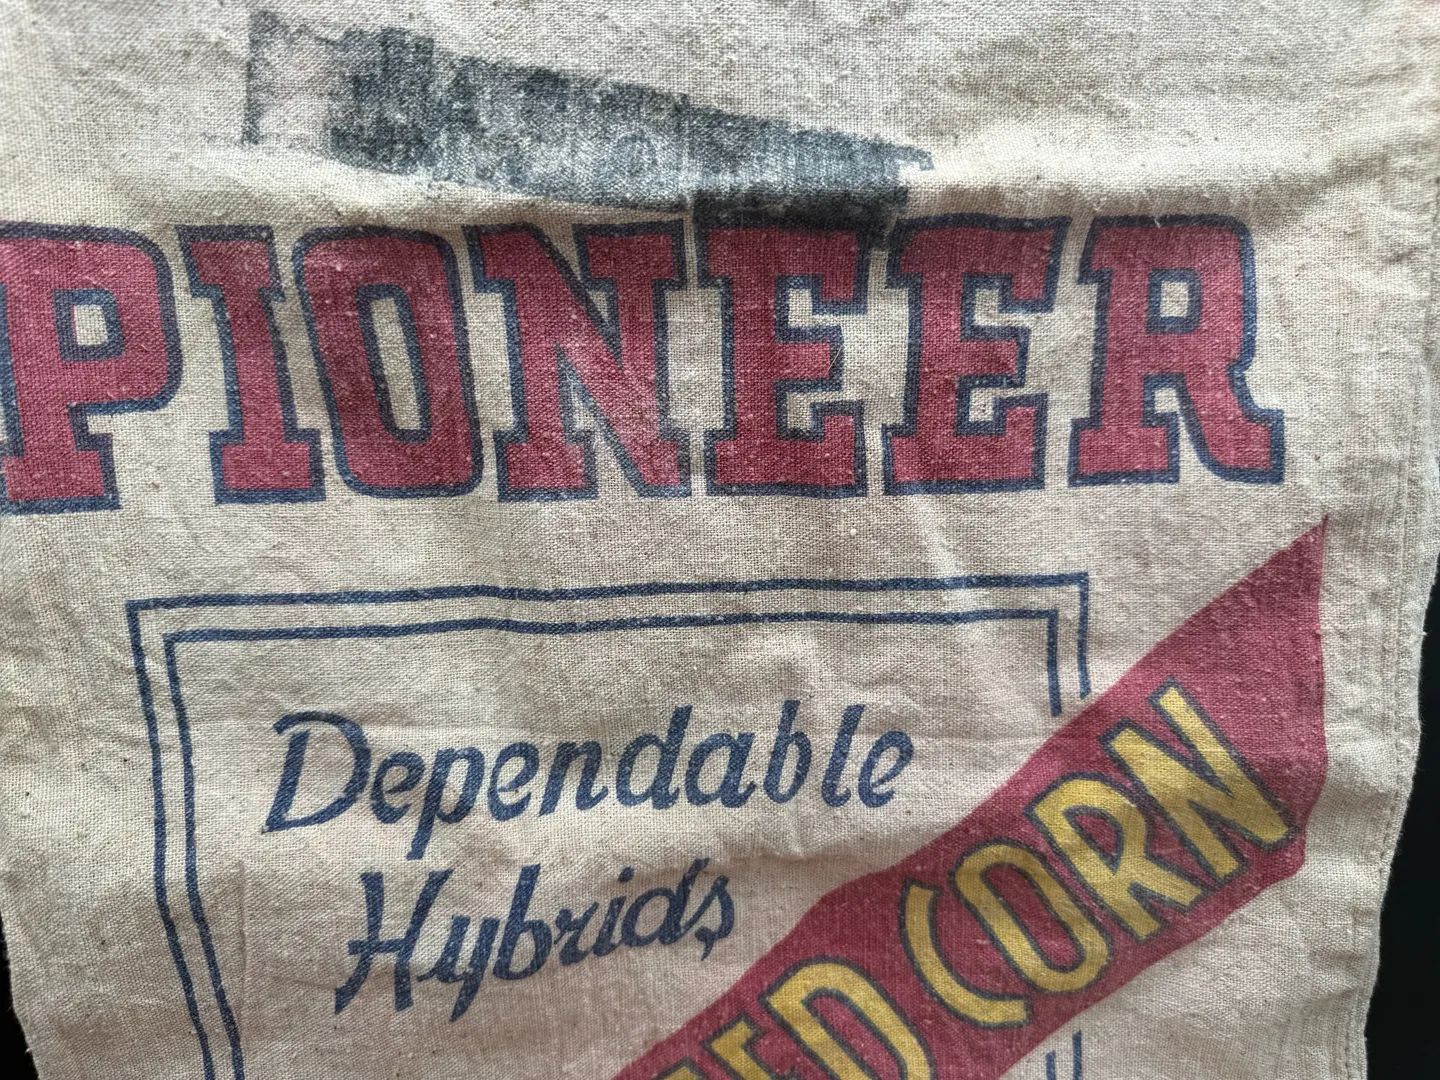 PIONEER
Dependable
Hybrids
ED CORN